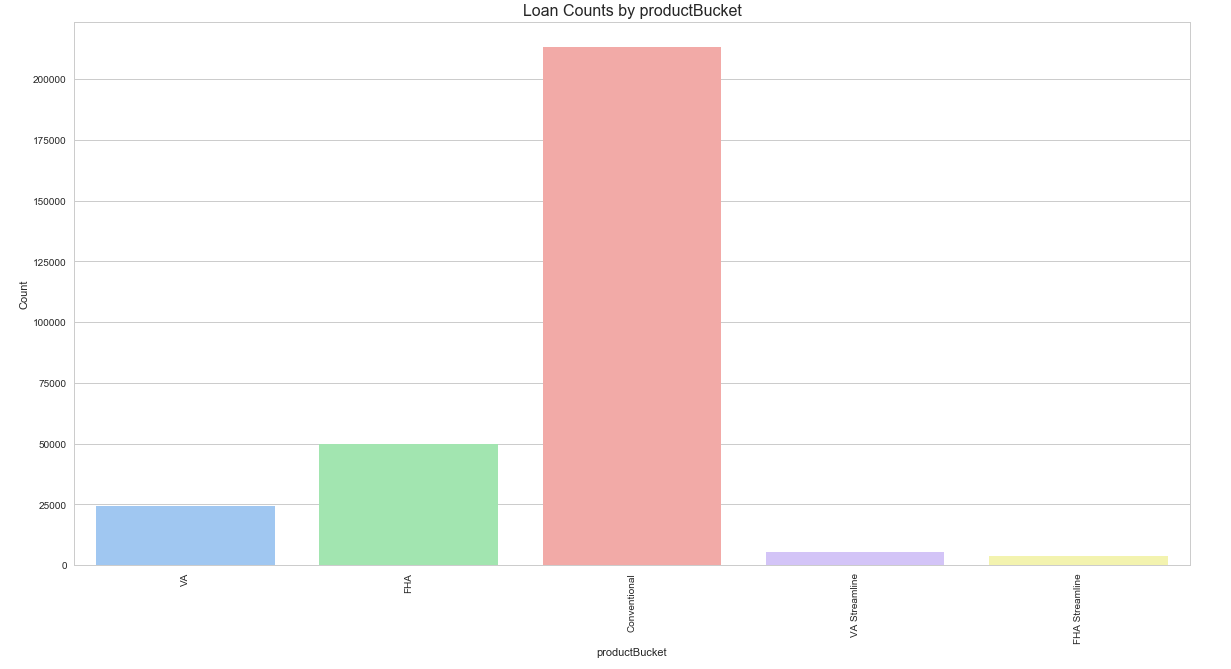 Loan Counts by productBucket
200000
175000
150000
125000
100000
75000
50000
25000
0
Count
VA
FHA
Conventional
VA Streamline
FHA Streamline
productBucket